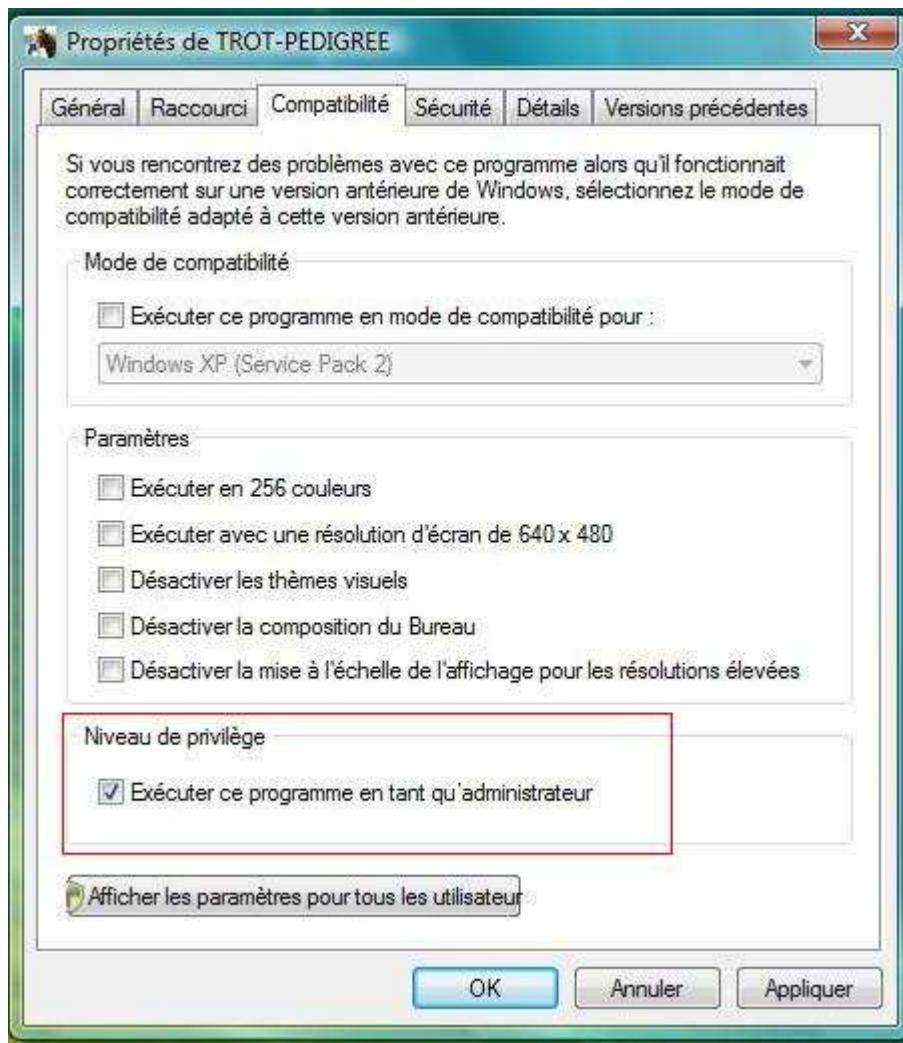 Propriétés de TROT-PEDIGREE
Général Raccourci Compatibilité Sécurité Détails Versions précédentes
Si vous rencontrez des problèmes avec ce programme alors qu'il fonctionnait
correctement sur une version antérieure de Windows, sélectionnez le mode de
compatibilité adapté à cette version antérieure.
Mode de compatibilité
Exécuter ce programme en mode de compatibilité pour :
Windows XP (Service Pack 2)
Paramètres
Exécuter en 256 couleurs
Exécuter avec une résolution d'écran de 640 x 480
Désactiver les thèmes visuels
Désactiver la composition du Bureau
Désactiver la mise à l'échelle de l'affichage pour les résolutions élevées
Niveau de privilège
Exécuter ce programme en tant qu'administrateur
Afficher les paramètres pour tous les utilisateur
OK Annuler Appliquer